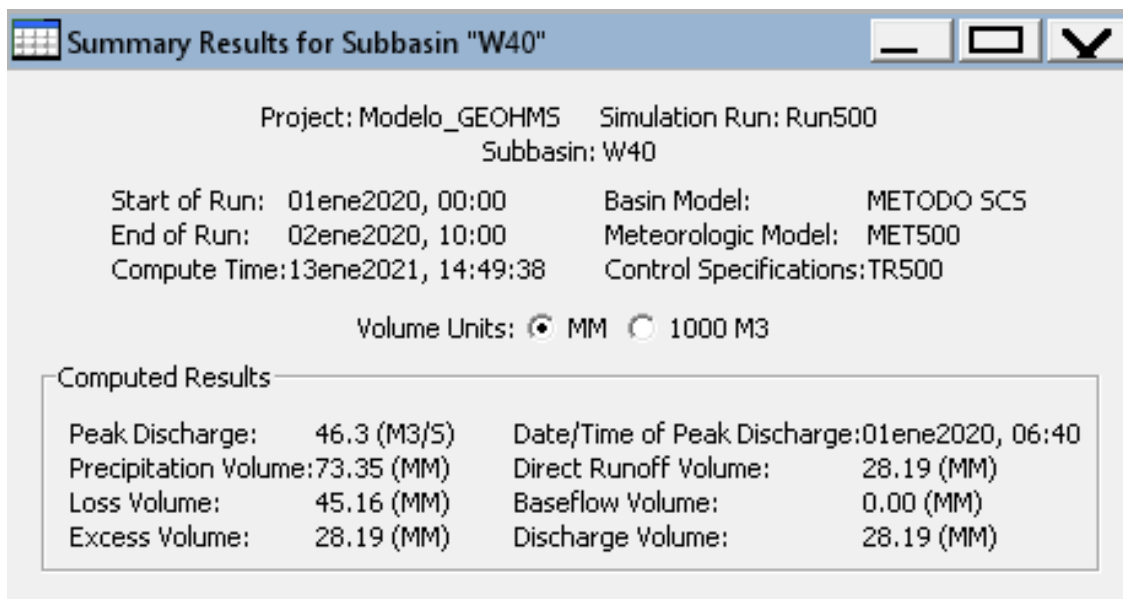 Summary Results for Subbasin "W40"
Project: Modelo_GEOHMS Simulation Run: Run500
Subbasin: W40
Start of Run: 01ene2020, 00:00 Basin Model: METODO SCS
End of Run: 02ene2020, 10:00 Meteorologic Model: MET500
Compute Time:13ene2021, 14:49:38 Control Specifications:TR500
Volume Units: MM 1000 M3
Computed Results
Peak Discharge: 46.3 (M3/S) Date/Time of Peak Discharge:01ene2020, 06:40
Precipitation Volume:73.35 (MM) Direct Runoff Volume: 28.19 (MM)
Loss Volume: 45.16 (MM) Baseflow Volume: 0.00 (MM)
Excess Volume: 28.19 (MM) Discharge Volume: 28.19 (MM)